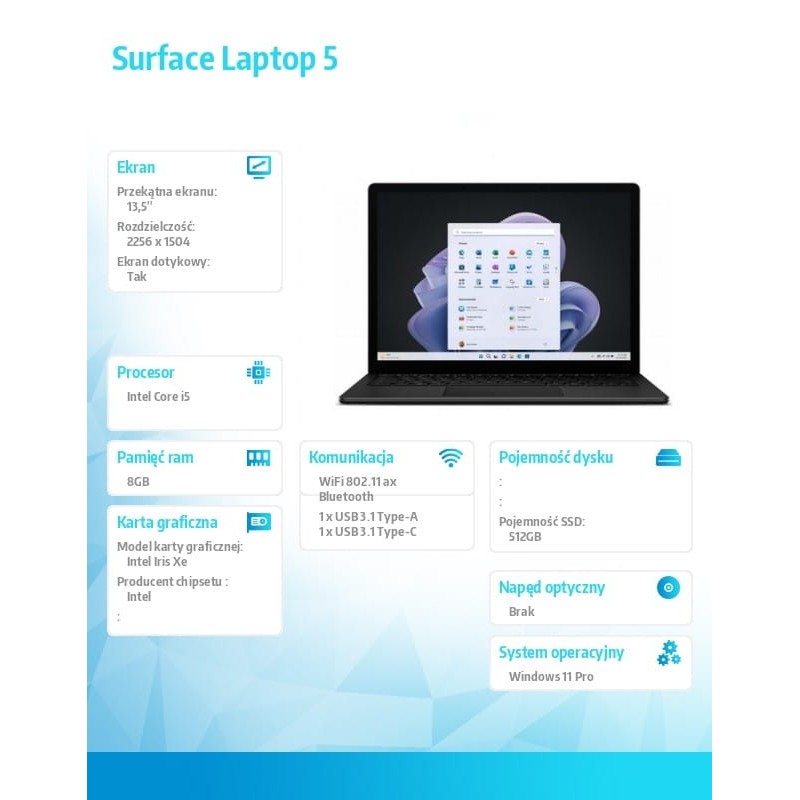 Surface Laptop 5
Ekran
Przekątna ekranu:
13,5"
Rozdzielczość:
2256 x 1504
Ekran dotykowy:
Tak
Procesor
Intel Core i5
Pamięć ram
8GB
Karta graficzna
Model karty graficznej:
Intel Iris Xe
Producent chipsetu :
Intel
:
Komunikacja
WiFi 802.11 ax
Bluetooth
1 x USB 3.1 Type-A
1 x USB 3.1 Type-C
Pojemność dysku
:
:
Pojemność SSD:
512GB
Napęd optyczny
Brak
System operacyjny
Windows 11 Pro